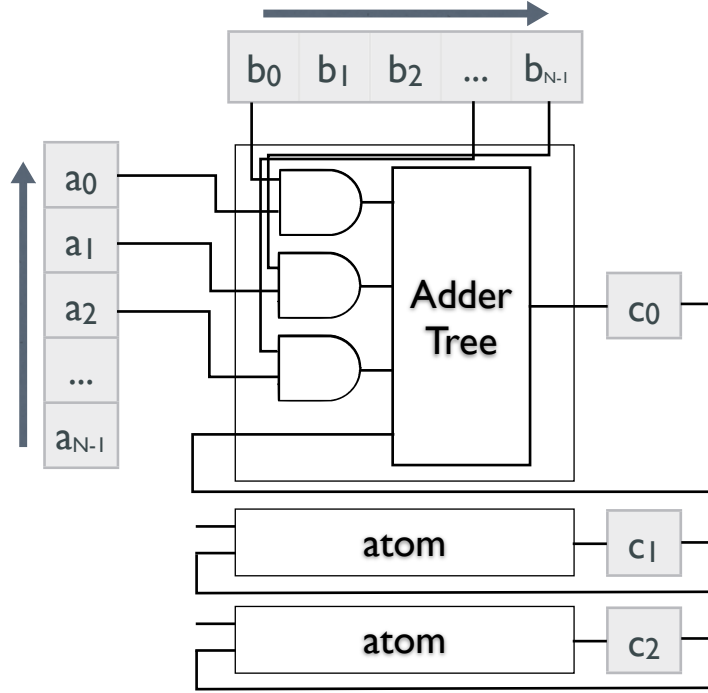 b0 b1 b2 ... bN-1
a0
a1
a2
...
aN-1
Adder
Tree
c0
atom
c1
atom
c2